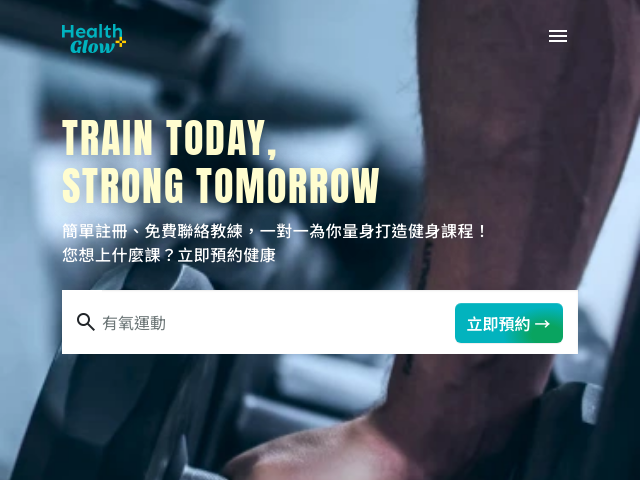 Health
Glow
TRAIN TODAY,
STRONG TOMORROW
簡單註冊、免費聯絡教練，一對一為你量身打造健身課程！
您想上什麼課？立即預約健康
有氧運動
立即預約 →